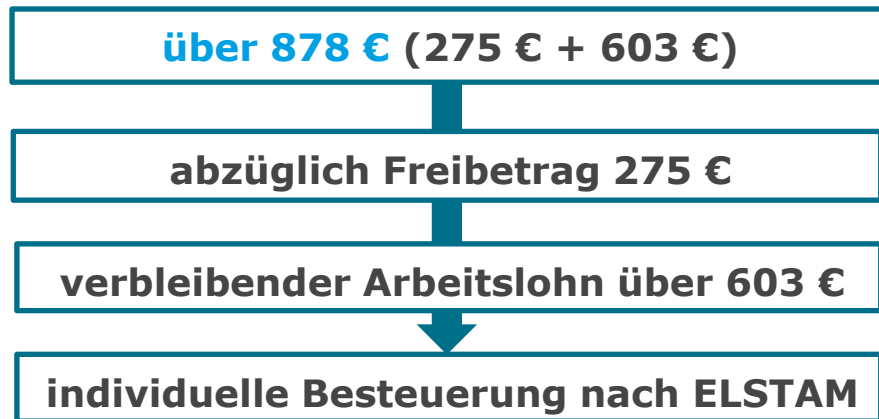 über 878 € (275 € + 603 €)
abzüglich Freibetrag 275 €
verbleibender Arbeitslohn über 603 €
individuelle Besteuerung nach ELSTAM